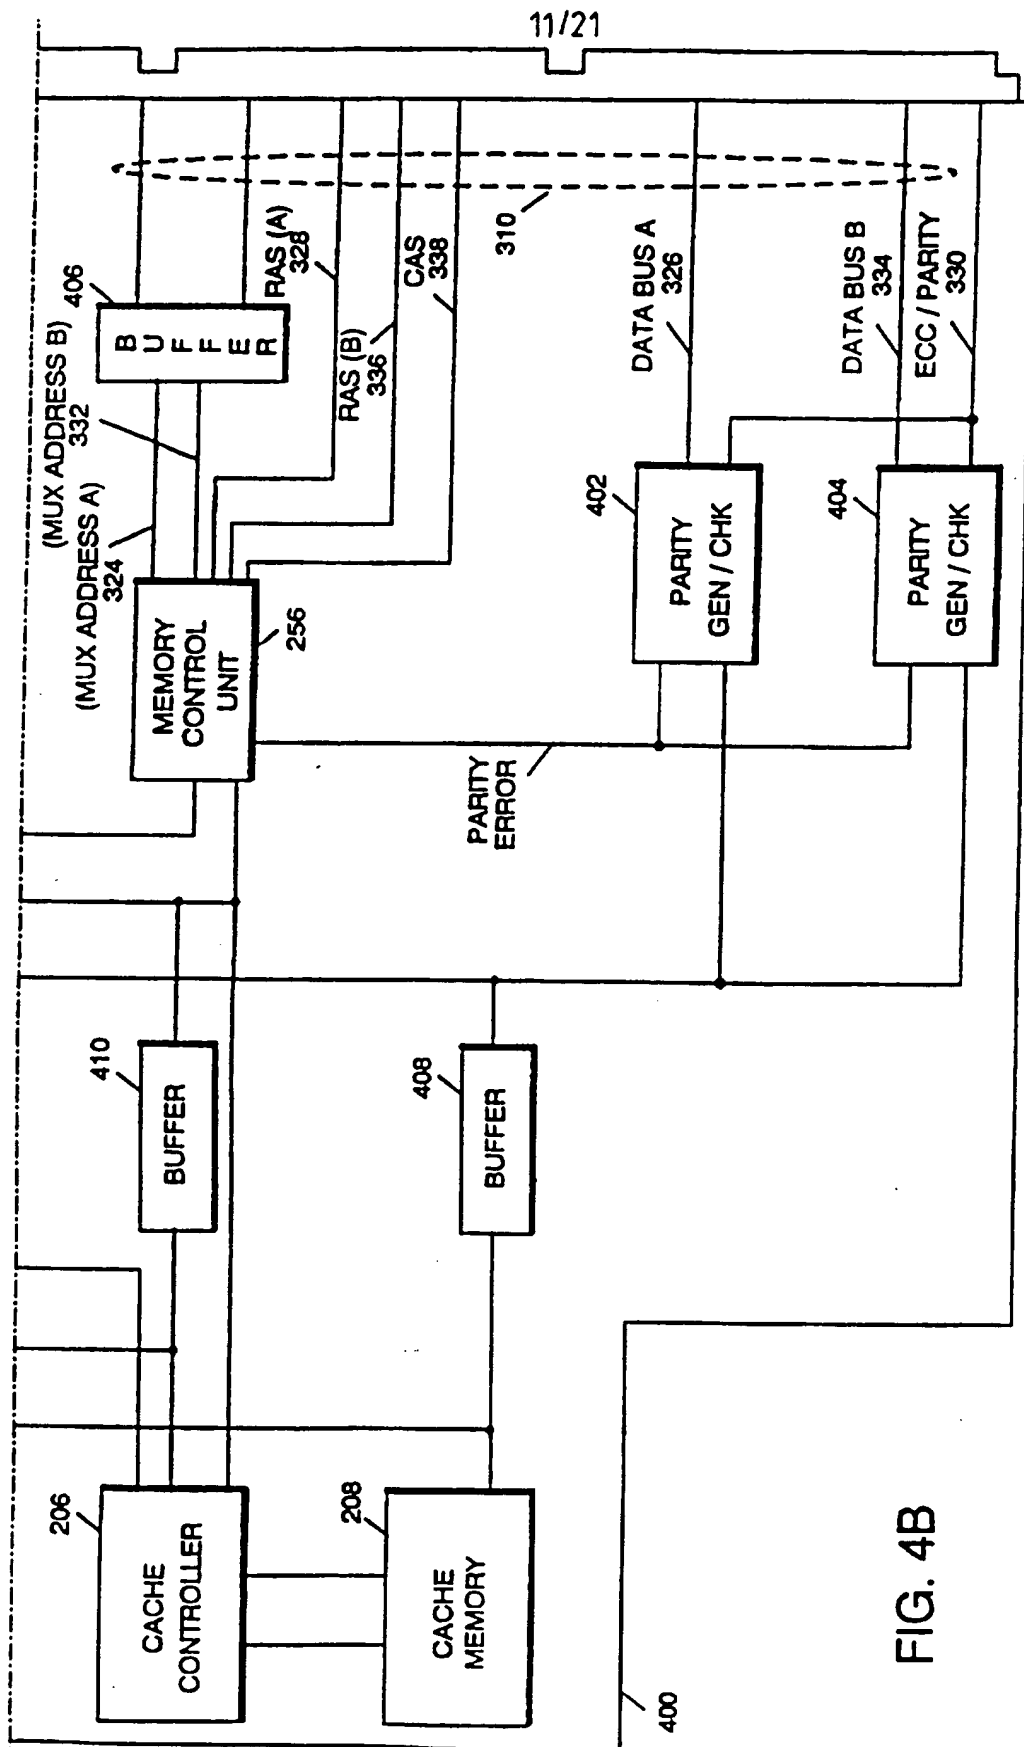 11/21
(MUX ADDRESS B)
332
(MUX ADDRESS A)
324
406
BUFFER
RAS (A)
328
RAS (B)
336
CAS
338
310
DATA BUS A
326
DATA BUS B
334
ECC / PARITY
330
MEMORY
CONTROL
UNIT
256
402
PARITY
GEN / CHK
404
PARITY
GEN / CHK
PARITY
ERROR
410
BUFFER
408
BUFFER
206
CACHE
CONTROLLER
208
CACHE
MEMORY
400
FIG. 4B